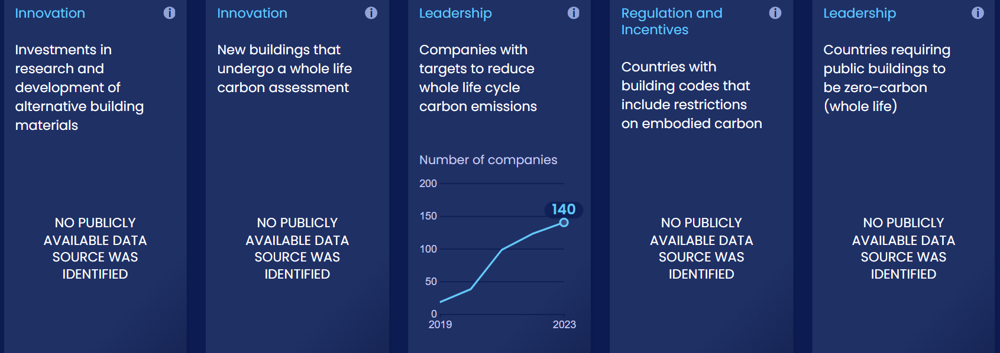 Innovation
Investments in
research and
development of
alternative building
materials
NO PUBLICLY
AVAILABLE DATA
SOURCE WAS
IDENTIFIED
Innovation
New buildings that
undergo a whole life
carbon assessment
NO PUBLICLY
AVAILABLE DATA
SOURCE WAS
IDENTIFIED
Leadership
Companies with
targets to reduce
whole life cycle
carbon emissions
Number of companies
200
150
100
50
0
140
2019
2023
Regulation and
Incentives
Countries with
building codes that
include restrictions
on embodied carbon
NO PUBLICLY
AVAILABLE DATA
SOURCE WAS
IDENTIFIED
Leadership
Countries requiring
public buildings to
be zero-carbon
(whole life)
NO PUBLICLY
AVAILABLE DATA
SOURCE WAS
IDENTIFIED